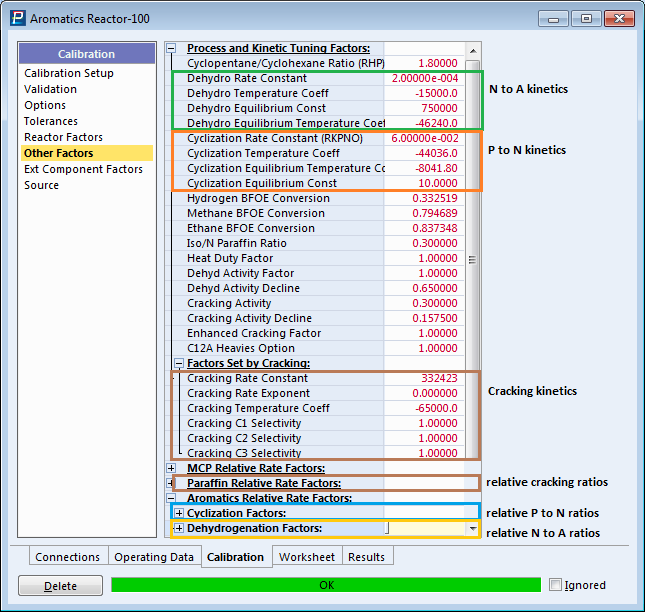 Aromatics Reactor-100
Calibration
Calibration Setup
Validation
Options
Tolerances
Reactor Factors
Other Factors
Ext Component Factors
Source
Process and Kinetic Tuning Factors:
Cyclopentane/Cyclohexane Ratio (RHP) 1.80000
Dehydro Rate Constant 2.00000e-004
Dehydro Temperature Coeff -15000.0
Dehydro Equilibrium Const 750000
Dehydro Equilibrium Temperature Coef -46240.0
N to A kinetics
Cyclization Rate Constant (RKPNO) 6.00000e-002
Cyclization Temperature Coeff -44036.0
Cyclization Equilibrium Temperature Co -8041.80
Cyclization Equilibrium Const 10.0000
P to N kinetics
Hydrogen BFOE Conversion 0.332519
Methane BFOE Conversion 0.794689
Ethane BFOE Conversion 0.837348
Iso/N Paraffin Ratio 0.300000
Heat Duty Factor 1.00000
Dehyd Activity Factor 1.00000
Dehyd Activity Decline 0.650000
Cracking Activity 0.300000
Cracking Activity Decline 0.157500
Enhanced Cracking Factor 1.00000
C12A Heavies Option 1.00000
Factors Set by Cracking:
Cracking Rate Constant 332423
Cracking Rate Exponent 0.000000
Cracking Temperature Coeff -65000.0
Cracking C1 Selectivity 1.00000
Cracking C2 Selectivity 1.00000
Cracking C3 Selectivity 1.00000
Cracking kinetics
MCP Relative Rate Factors:
Paraffin Relative Rate Factors:
relative cracking ratios
Aromatics Relative Rate Factors:
Cyclization Factors:
relative P to N ratios
Dehydrogenation Factors:
relative N to A ratios
Connections Operating Data Calibration Worksheet Results
Delete OK Ignored